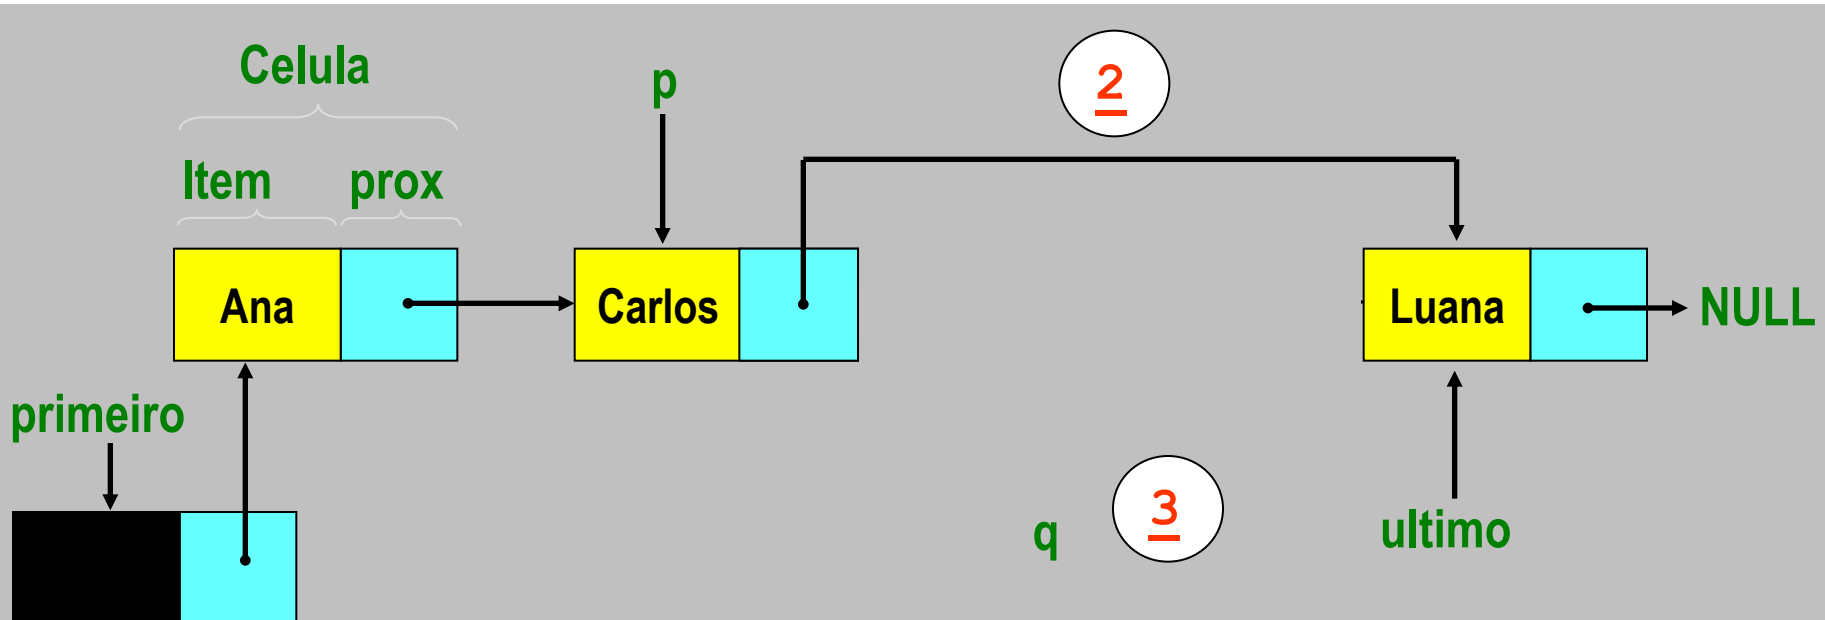 Celula
p
2
Item prox
Ana
Carlos
Luana
NULL
primeiro
q
3
ultimo